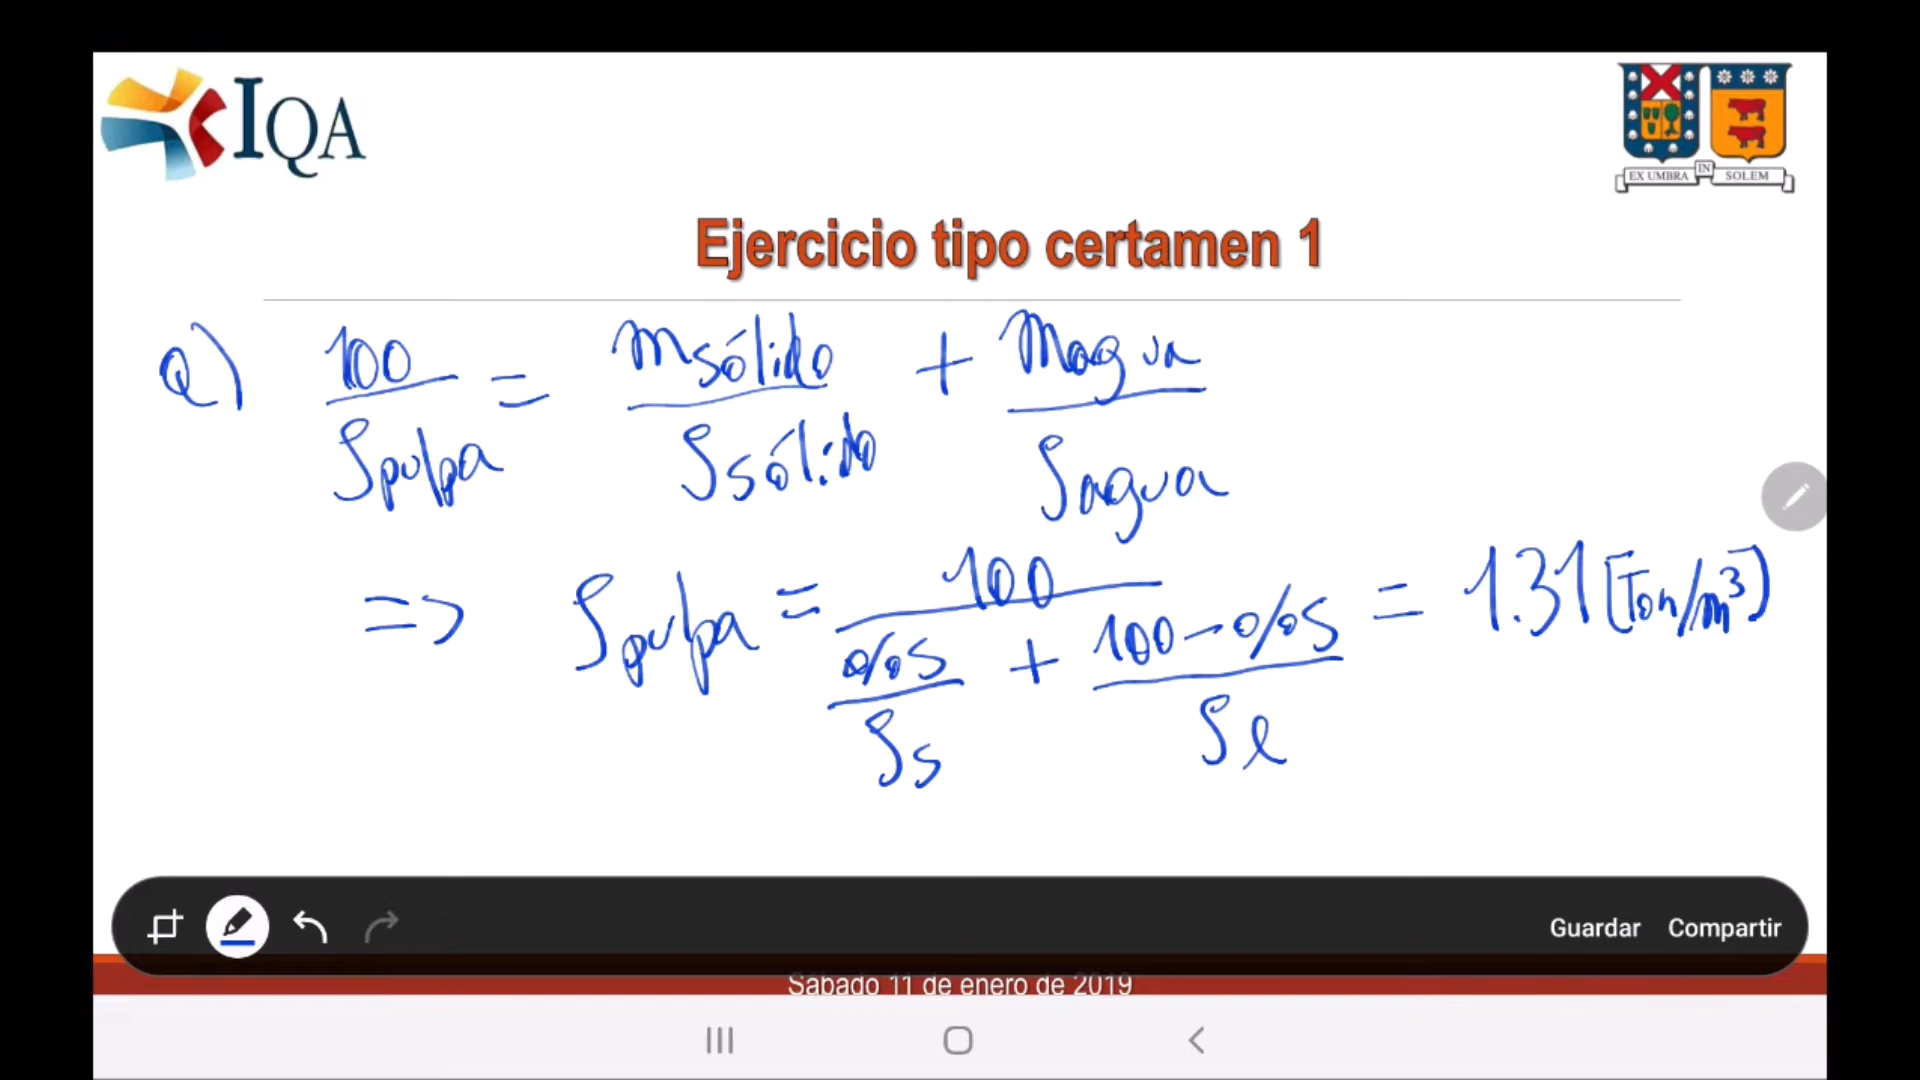 IQA
EX UMBRA IN SOLEM
Ejercicio tipo certamen 1
a) 100/ρpulpa = msólido/ρsólido + magua/ρagua
=> ρpulpa = 100/(%S/ρs + (100-%S)/ρl) = 1.31 [Ton/m³]
Guardar Compartir
Sábado 11 de enero de 2019